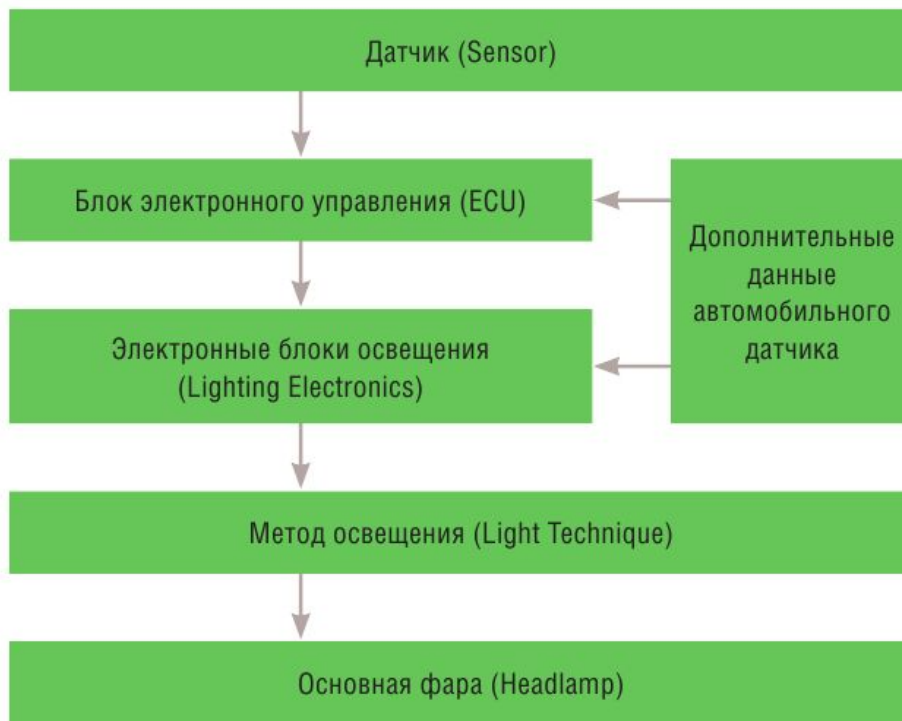 Датчик (Sensor)
Блок электронного управления (ECU)
Дополнительные
данные
автомобильного
датчика
Электронные блоки освещения
(Lighting Electronics)
Метод освещения (Light Technique)
Основная фара (Headlamp)